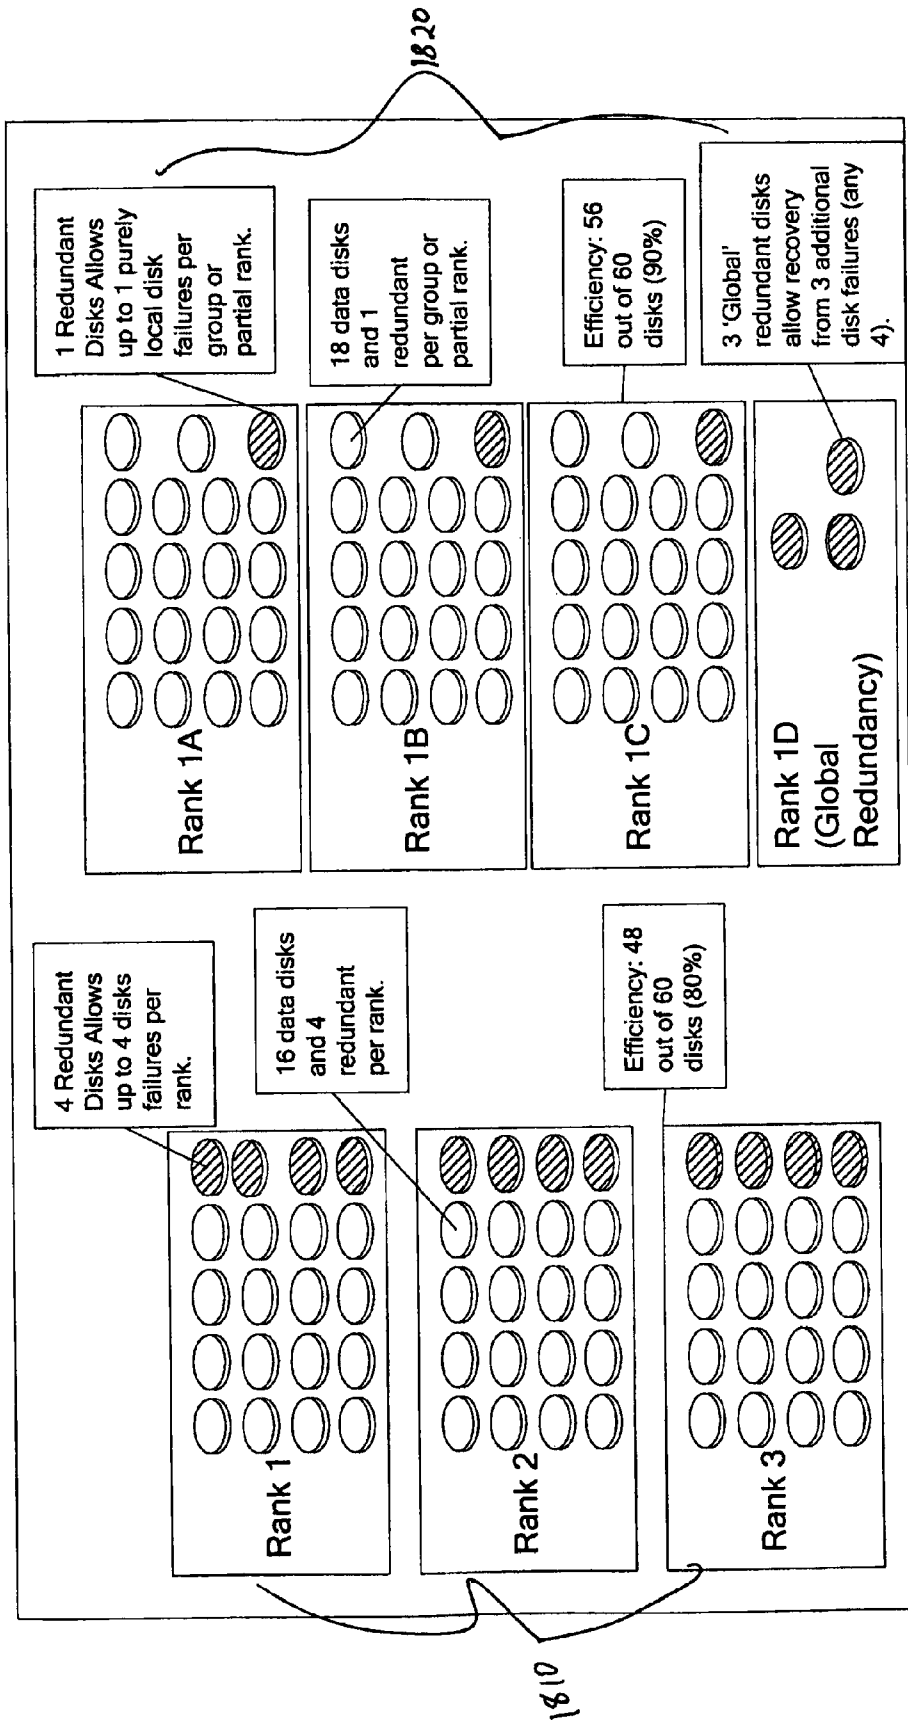 4 Redundant
Disks Allows
up to 4 disks
failures per
rank.
Rank 1
16 data disks
and 4
redundant
per rank.
Rank 2
Efficiency: 48
out of 60
disks (80%)
Rank 3
1810
1 Redundant
Disks Allows
up to 1 purely
local disk
failures per
group or
partial rank.
Rank 1A
18 data disks
and 1
redundant
per group or
partial rank.
Rank 1B
Efficiency: 56
out of 60
disks (90%)
Rank 1C
3 'Global'
redundant disks
allow recovery
from 3 additional
disk failures (any
4).
Rank 1D
(Global
Redundancy)
1820